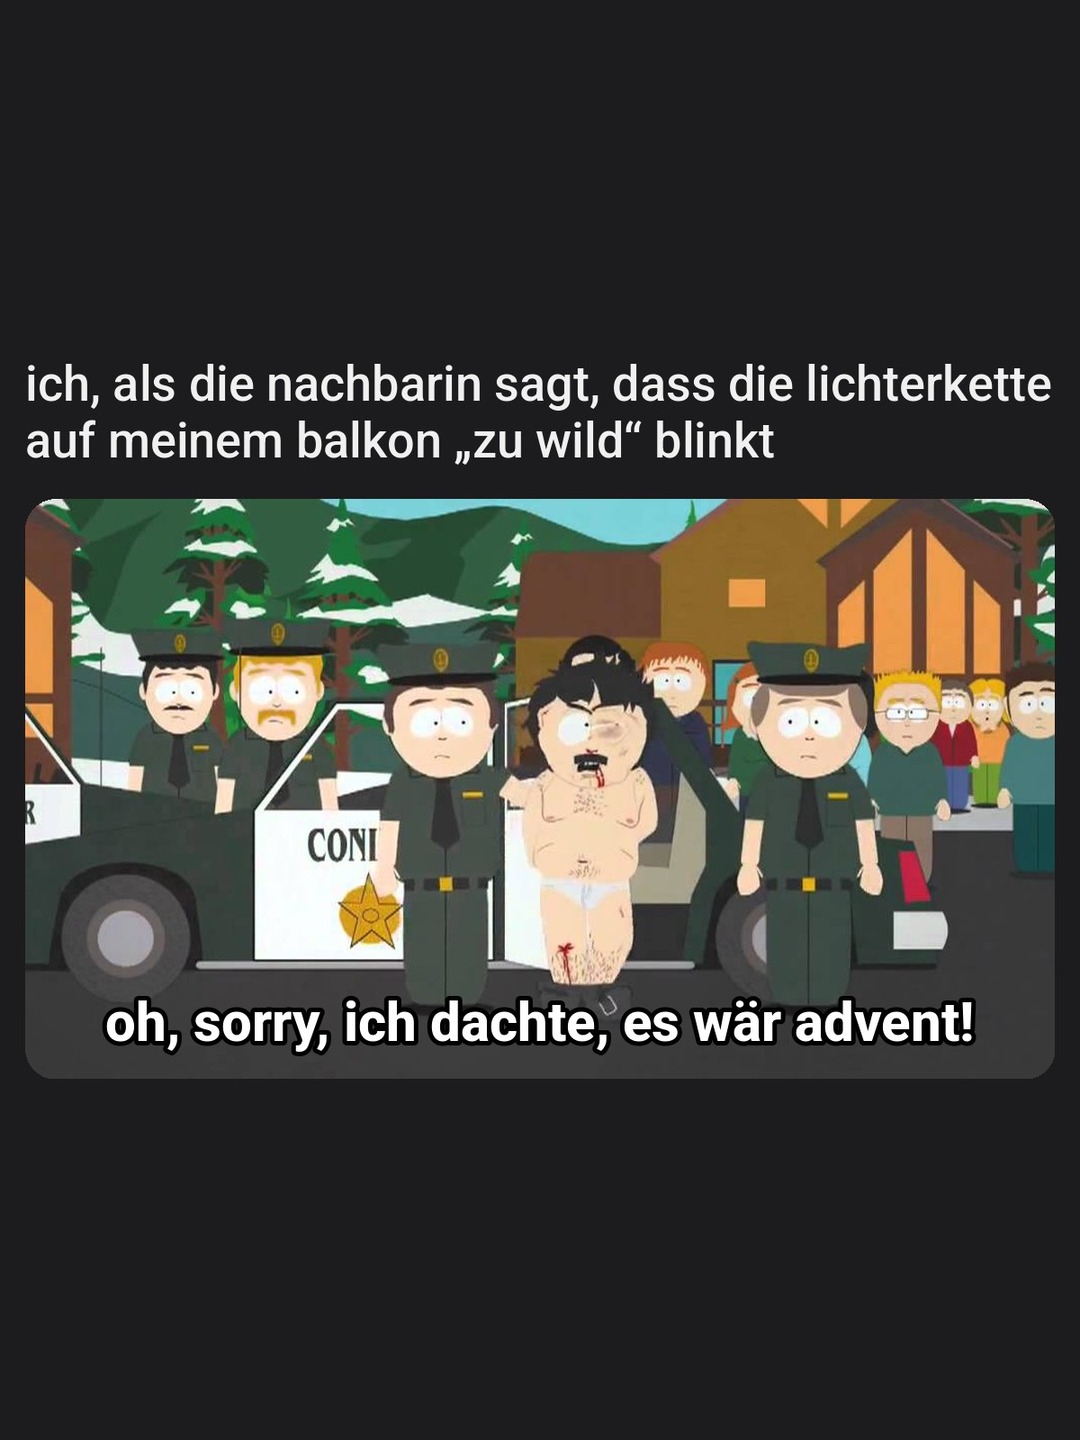 ich, als die nachbarin sagt, dass die lichterkette
auf meinem balkon „zu wild“ blinkt
R
CONI
oh, sorry, ich dachte, es wär advent!